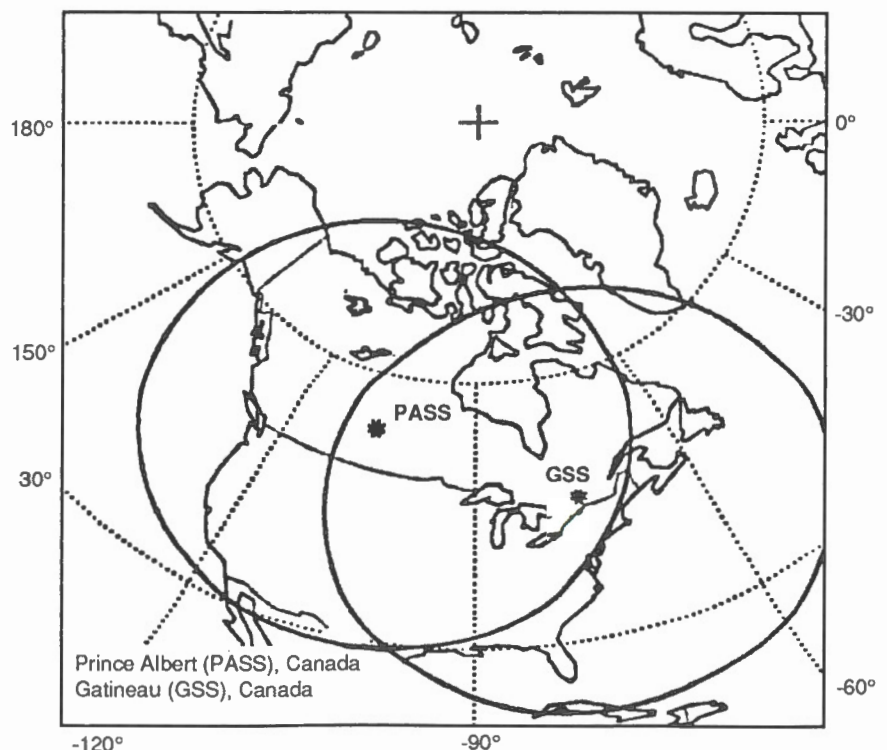 180°
0°
-30°
150°
PASS
GSS
30°
Prince Albert (PASS), Canada
Gatineau (GSS), Canada
-60°
-120°
-90°